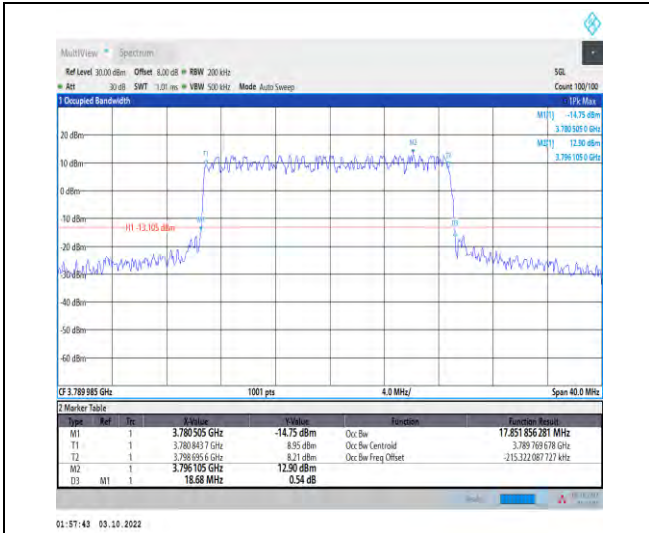 MultiView Spectrum
Ref Level 30.00 dBm Offset 8.00 dB RBW 200 kHz SGL
Att 30 dB SWT 1.01 ms VBW 500 kHz Mode Auto Sweep Count 100/100
1 Occupied Bandwidth 1Pk Max
M1[1] -14.75 dBm
3.780 505 0 GHz
M2[1] 12.90 dBm
3.796 105 0 GHz
20 dBm
M2
T1
T2
10 dBm
0 dBm
-10 dBm
M1
D3
H1 -13.105 dBm
-20 dBm
-30 dBm
-40 dBm
-50 dBm
-60 dBm
CF 3.789 985 GHz 1001 pts 4.0 MHz/ Span 40.0 MHz
2 Marker Table
Type Ref Trc X-Value Y-Value Function Function Result
M1 1 3.780 505 GHz -14.75 dBm Occ Bw 17.851 856 281 MHz
T1 1 3.780 843 7 GHz 8.95 dBm Occ Bw Centroid 3.789 769 678 GHz
T2 1 3.798 695 6 GHz 8.21 dBm Occ Bw Freq Offset -215.322 087 727 kHz
M2 1 3.796 105 GHz 12.90 dBm
D3 M1 1 18.68 MHz 0.54 dB
01:57:43 03.10.2022